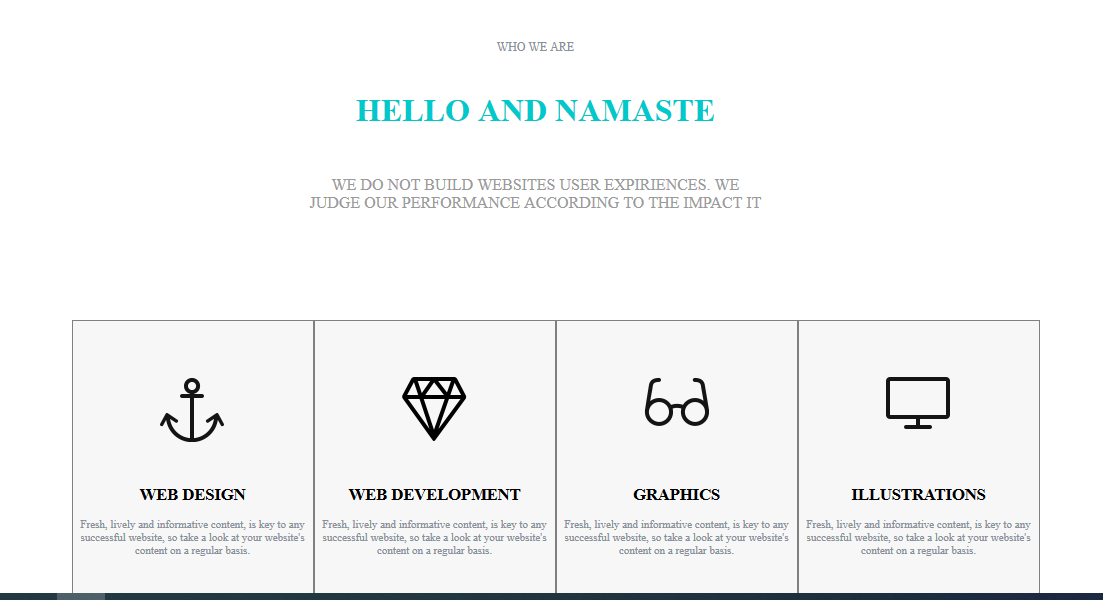 WHO WE ARE
HELLO AND NAMASTE
WE DO NOT BUILD WEBSITES USER EXPIRIENCES. WE
JUDGE OUR PERFORMANCE ACCORDING TO THE IMPACT IT
WEB DESIGN
Fresh, lively and informative content, is key to any
successful website, so take a look at your website's
content on a regular basis.
WEB DEVELOPMENT
Fresh, lively and informative content, is key to any
successful website, so take a look at your website's
content on a regular basis.
GRAPHICS
Fresh, lively and informative content, is key to any
successful website, so take a look at your website's
content on a regular basis.
ILLUSTRATIONS
Fresh, lively and informative content, is key to any
successful website, so take a look at your website's
content on a regular basis.